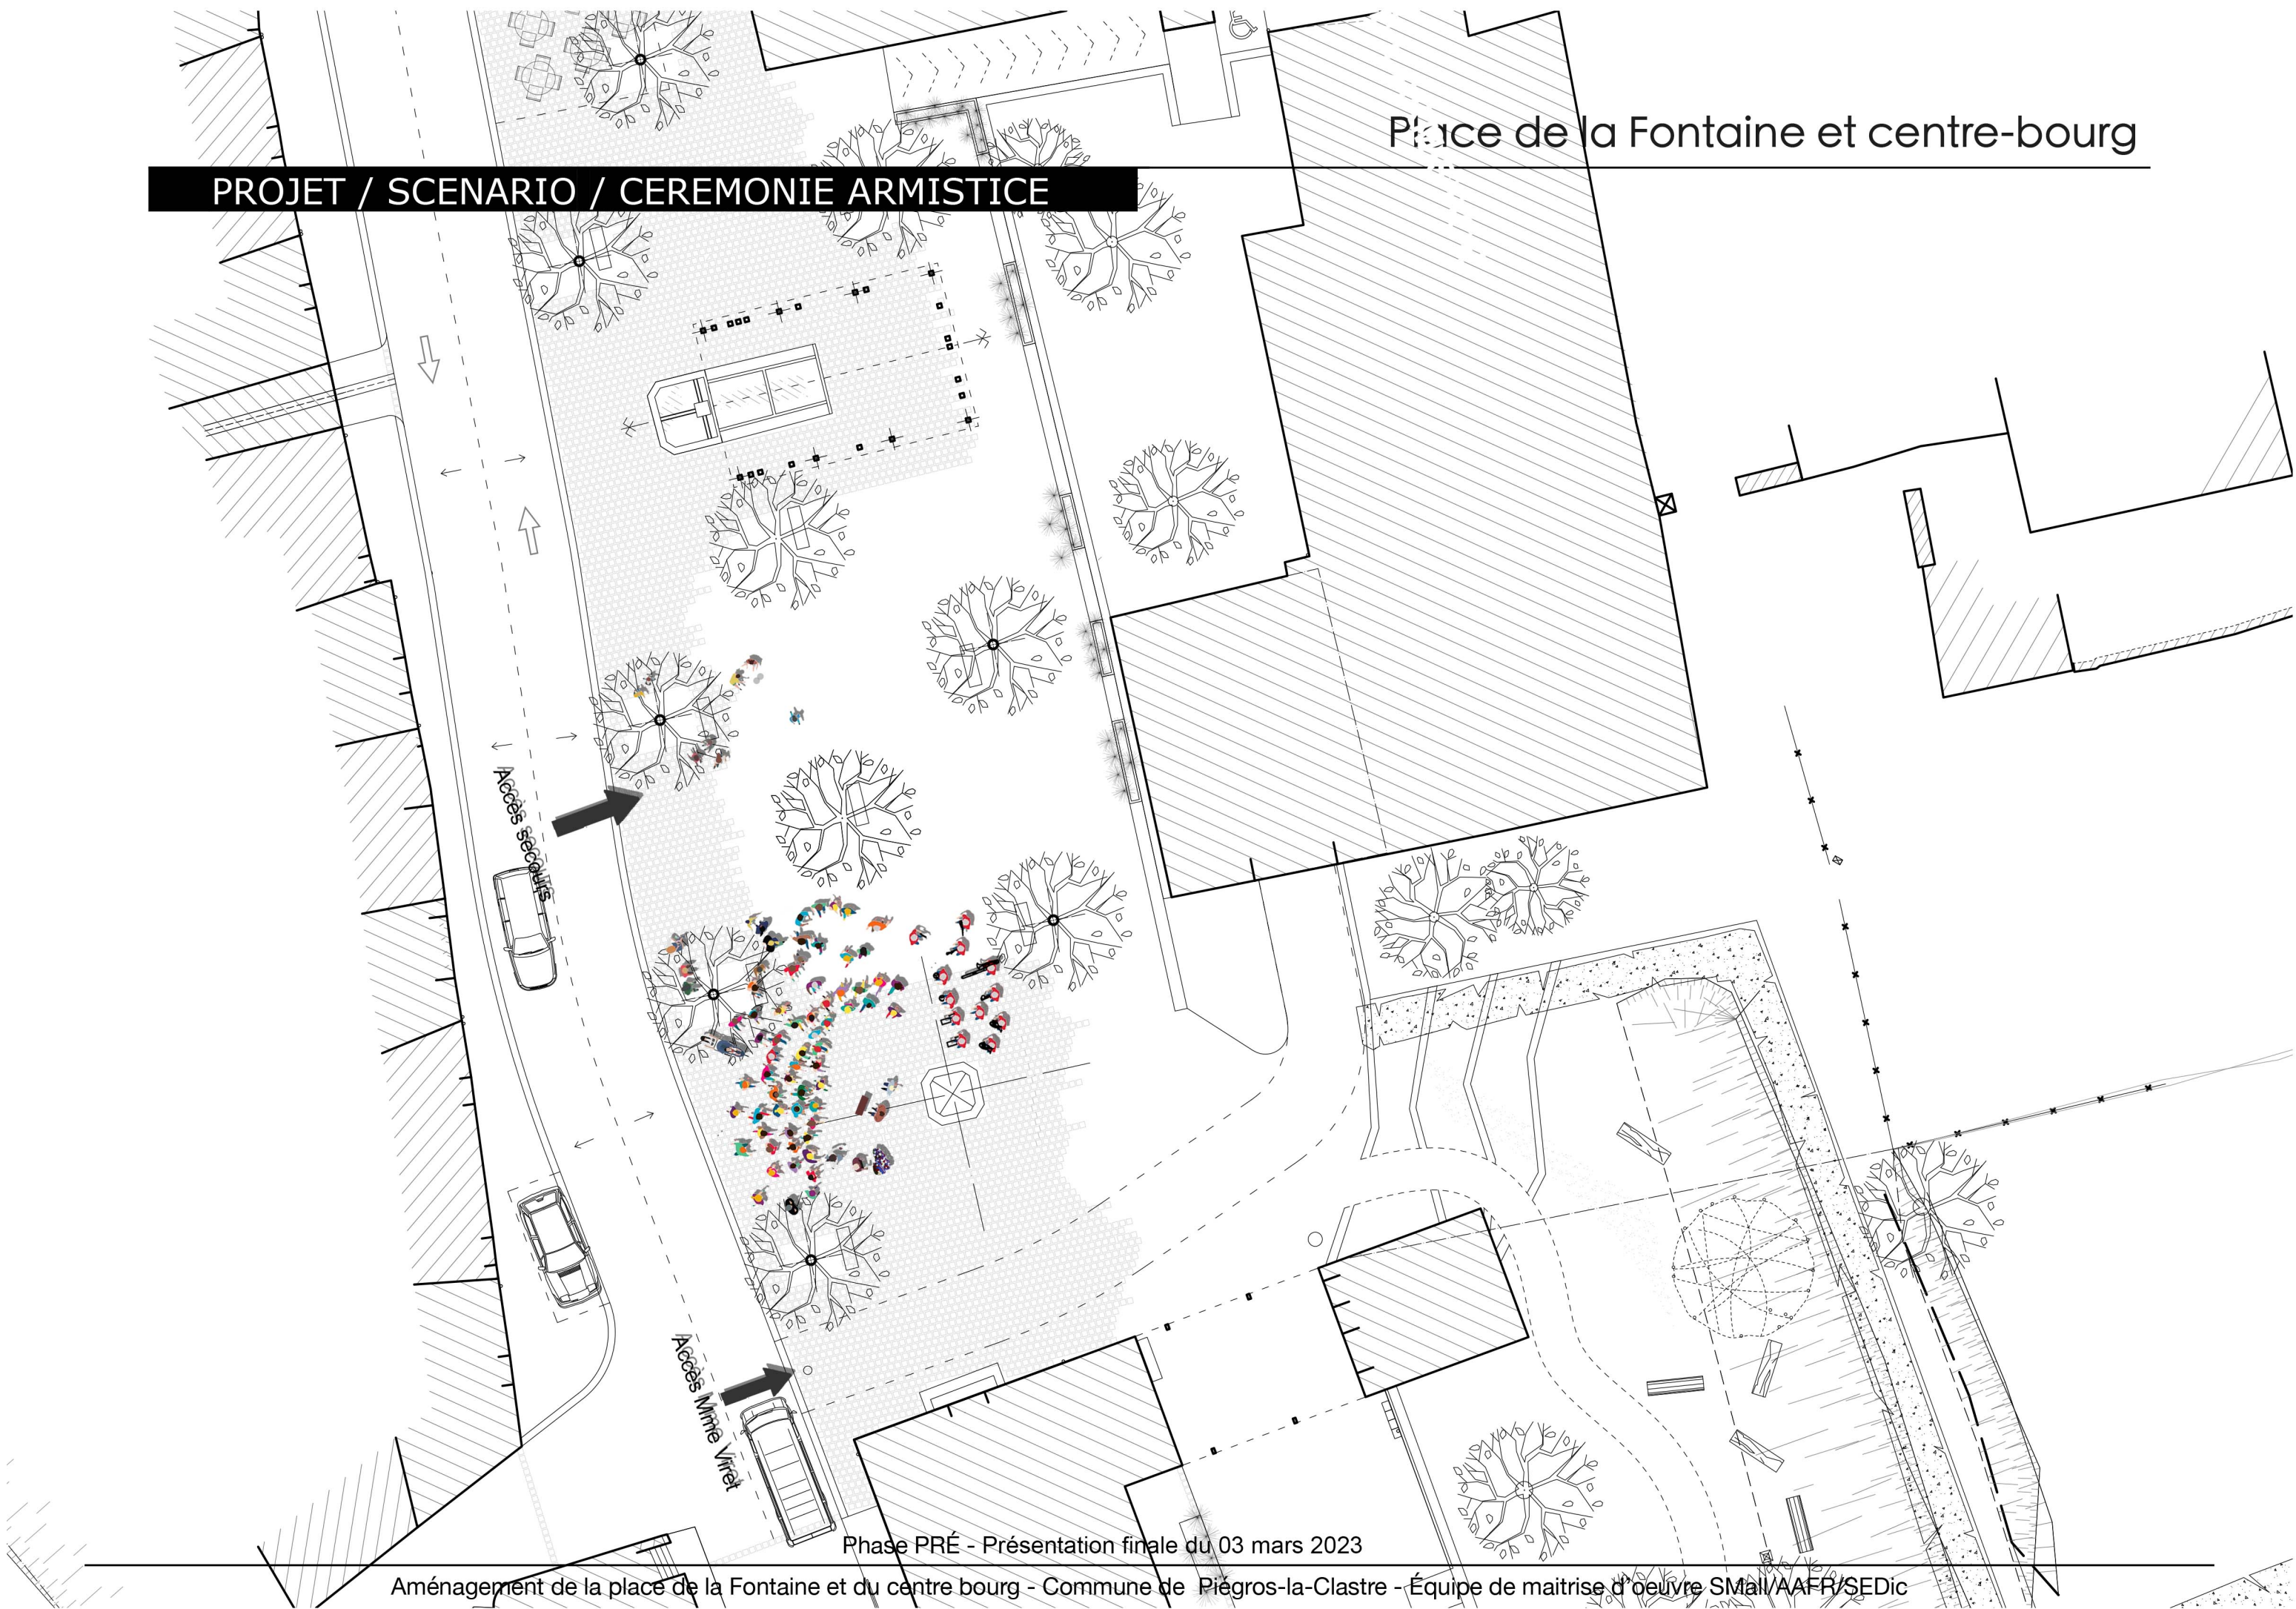 Place de la Fontaine et centre-bourg
PROJET / SCENARIO / CEREMONIE ARMISTICE
Accès secours
Accès Mme Viret
Phase PRÉ - Présentation finale du 03 mars 2023
Aménagement de la place de la Fontaine et du centre bourg - Commune de Piégros-la-Clastre - Équipe de maitrise d'oeuvre SMall/AAFR/SEDic